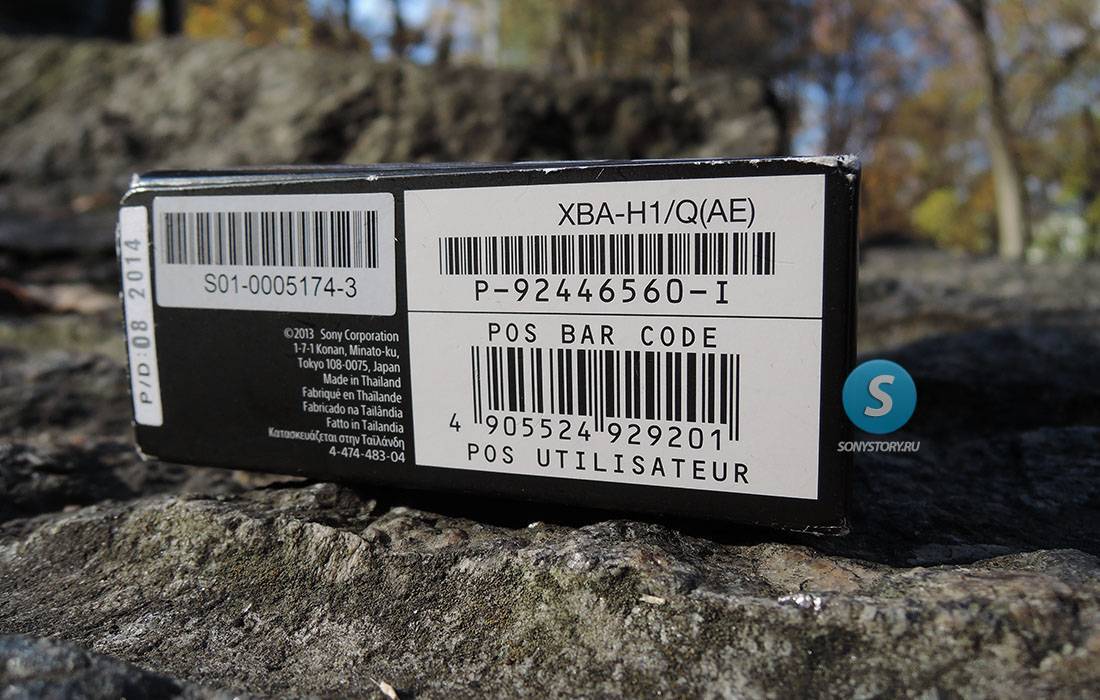 P/D:08 2014
S01-0005174-3
©2013 Sony Corporation
1-7-1 Konan, Minato-ku,
Tokyo 108-0075, Japan
Made in Thailand
Fabriqué en Thaïlande
Fabricado na Tailândia
Fatto in Tailandia
Κατασκευάζεται στην Ταϊλάνδη
4-474-483-04
XBA-H1/Q(AE)
P-92446560-I
POS BAR CODE
4 905524 929201
POS UTILISATEUR
S
SONYSTORY.RU